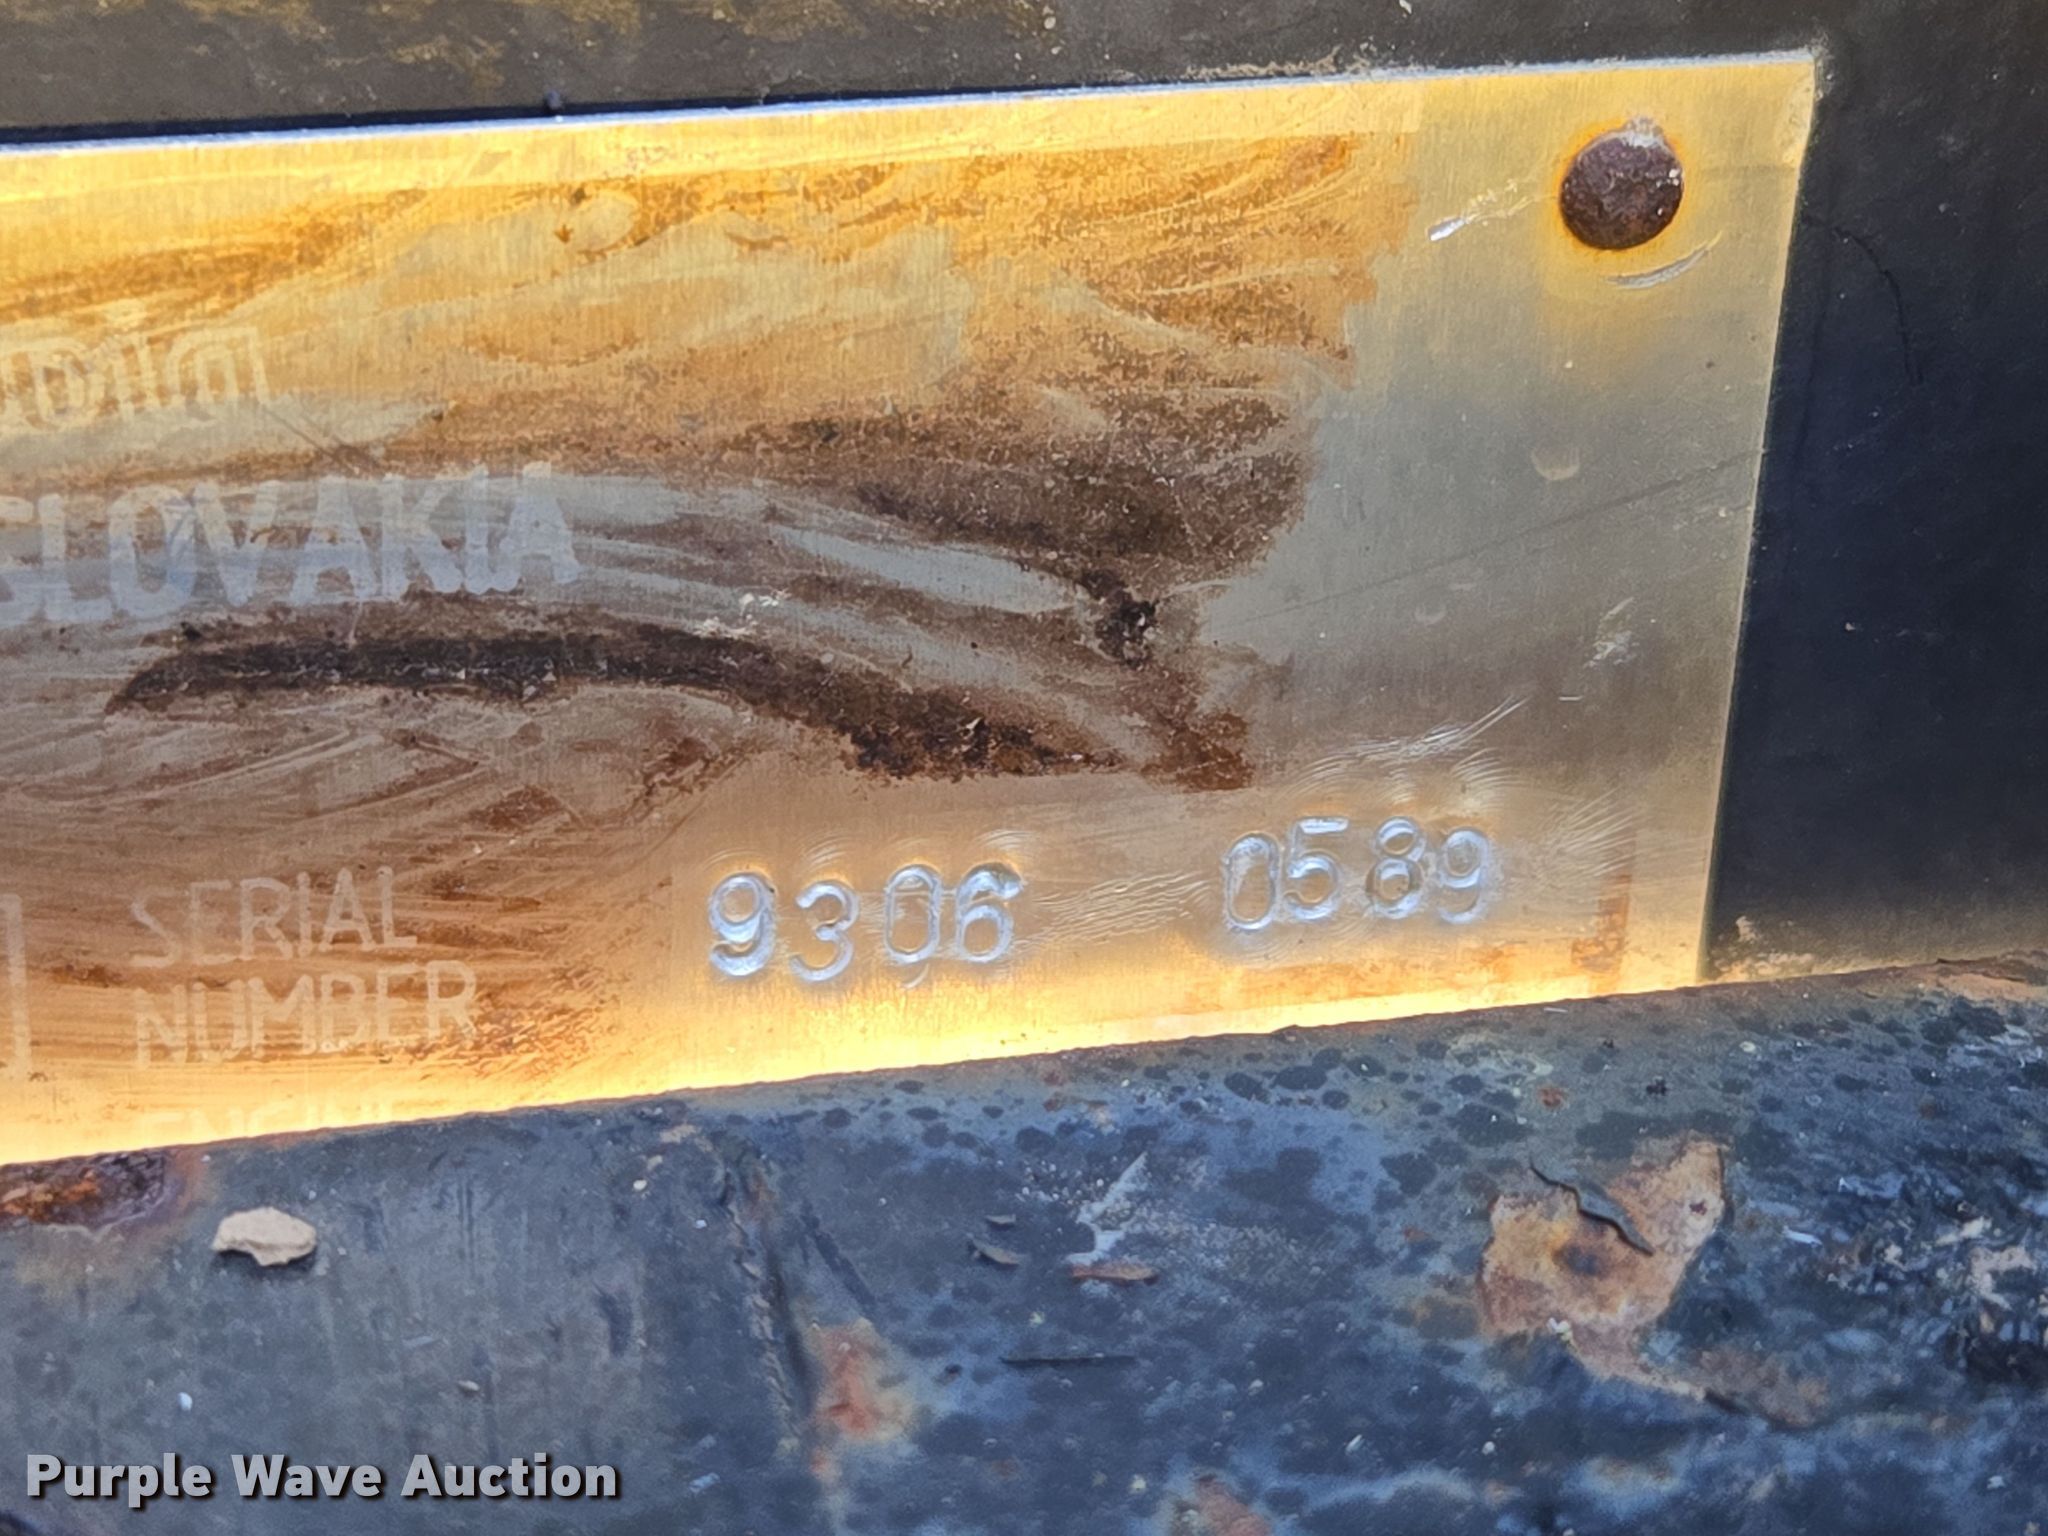 SLOVAKIA
SERIAL
NUMBER
9306 0589
Purple Wave Auction